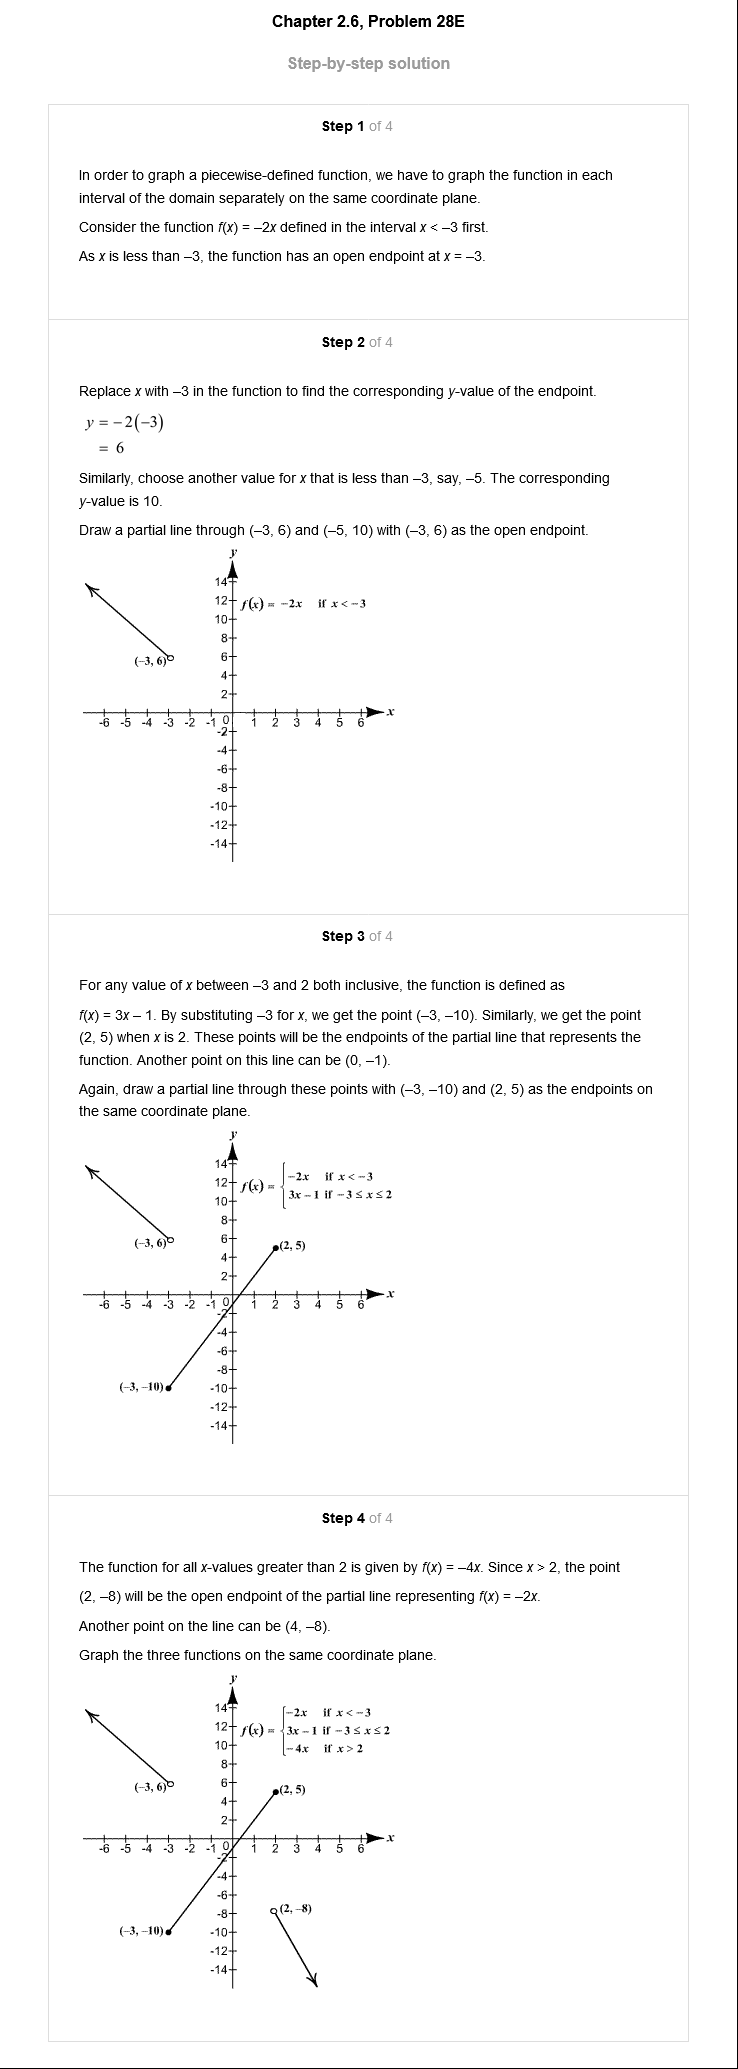 Chapter 2.6, Problem 28E
Step-by-step solution
Step 1 of 4
In order to graph a piecewise-defined function, we have to graph the function in each
interval of the domain separately on the same coordinate plane.
Consider the function f(x) = –2x defined in the interval x < –3 first.
As x is less than –3, the function has an open endpoint at x = –3.
Step 2 of 4
Replace x with –3 in the function to find the corresponding y-value of the endpoint.
y = –2(–3)
= 6
Similarly, choose another value for x that is less than –3, say, –5. The corresponding
y-value is 10.
Draw a partial line through (–3, 6) and (–5, 10) with (–3, 6) as the open endpoint.
y
14
12 f(x) = –2x if x < –3
10
8
6
(–3, 6)
4
2
x
-6 -5 -4 -3 -2 -1 0 1 2 3 4 5 6
-2
-4
-6
-8
-10
-12
-14
Step 3 of 4
For any value of x between –3 and 2 both inclusive, the function is defined as
f(x) = 3x – 1. By substituting –3 for x, we get the point (–3, –10). Similarly, we get the point
(2, 5) when x is 2. These points will be the endpoints of the partial line that represents the
function. Another point on this line can be (0, –1).
Again, draw a partial line through these points with (–3, –10) and (2, 5) as the endpoints on
the same coordinate plane.
y
14
–2x if x < –3
12 f(x) =
3x – 1 if –3 ≤ x ≤ 2
10
8
6
(–3, 6) (2, 5)
4
2
x
-6 -5 -4 -3 -2 -1 0 1 2 3 4 5 6
-2
-4
-6
-8
(–3, –10) -10
-12
-14
Step 4 of 4
The function for all x-values greater than 2 is given by f(x) = –4x. Since x > 2, the point
(2, –8) will be the open endpoint of the partial line representing f(x) = –2x.
Another point on the line can be (4, –8).
Graph the three functions on the same coordinate plane.
y
14
–2x if x < –3
12 f(x) = 3x – 1 if –3 ≤ x ≤ 2
10
–4x if x > 2
8
6
(–3, 6) (2, 5)
4
2
x
-6 -5 -4 -3 -2 -1 0 1 2 3 4 5 6
-2
-4
-6
-8 (2, –8)
(–3, –10) -10
-12
-14